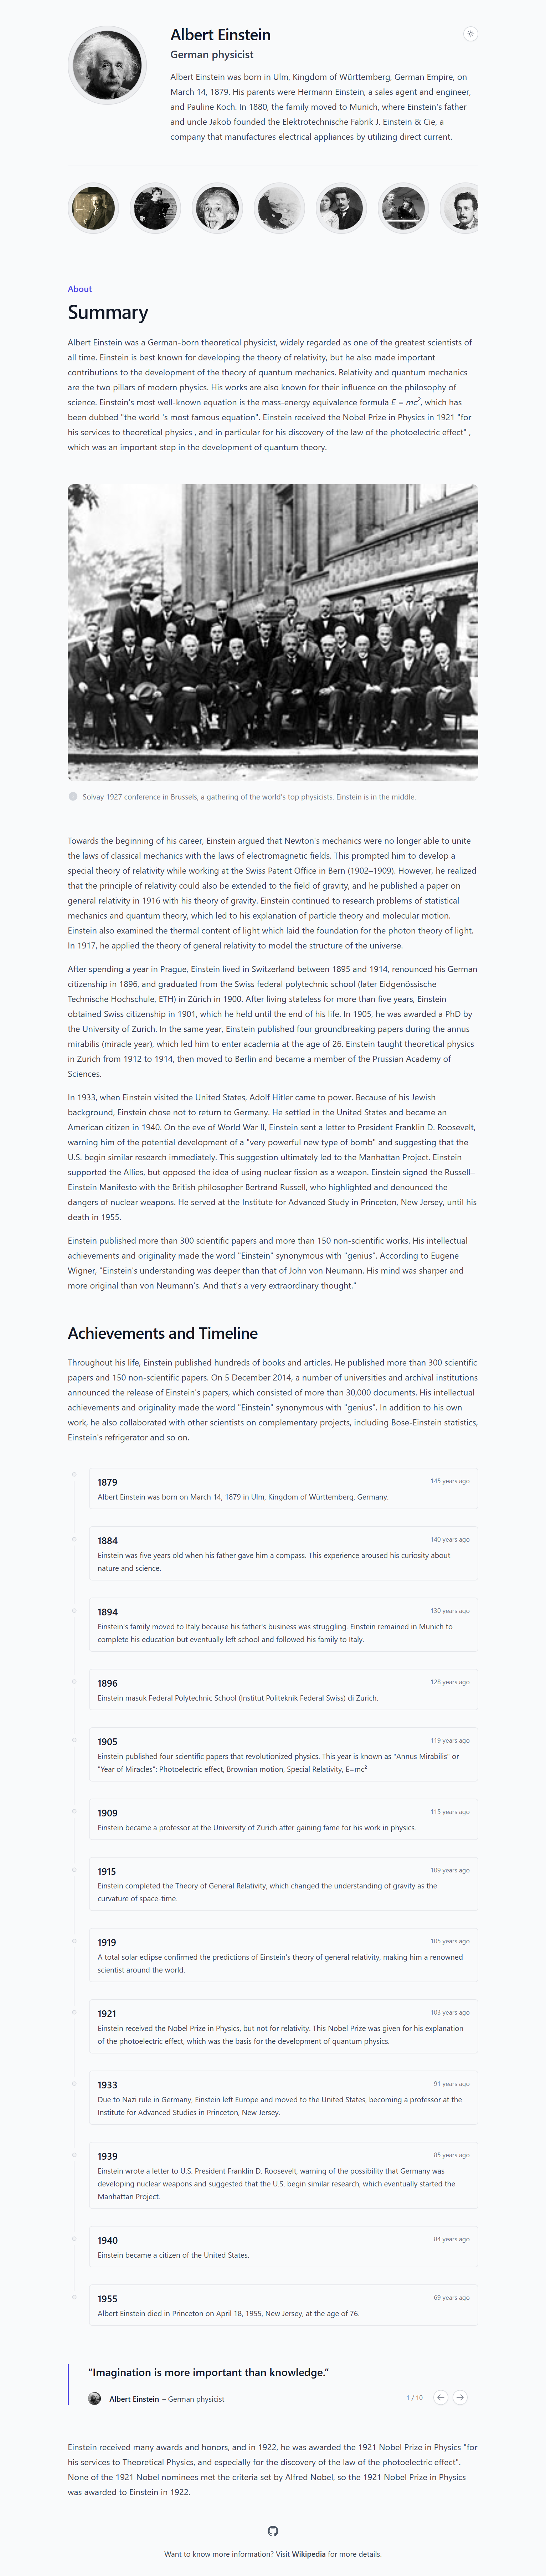 Albert Einstein
German physicist
Albert Einstein was born in Ulm, Kingdom of Württemberg, German Empire, on
March 14, 1879. His parents were Hermann Einstein, a sales agent and engineer,
and Pauline Koch. In 1880, the family moved to Munich, where Einstein's father
and uncle Jakob founded the Elektrotechnische Fabrik J. Einstein & Cie, a
company that manufactures electrical appliances by utilizing direct current.
About
Summary
Albert Einstein was a German-born theoretical physicist, widely regarded as one of the greatest scientists of
all time. Einstein is best known for developing the theory of relativity, but he also made important
contributions to the development of the theory of quantum mechanics. Relativity and quantum mechanics
are the two pillars of modern physics. His works are also known for their influence on the philosophy of
science. Einstein's most well-known equation is the mass-energy equivalence formula E = mc², which has
been dubbed "the world 's most famous equation". Einstein received the Nobel Prize in Physics in 1921 "for
his services to theoretical physics , and in particular for his discovery of the law of the photoelectric effect" ,
which was an important step in the development of quantum theory.
Solvay 1927 conference in Brussels, a gathering of the world's top physicists. Einstein is in the middle.
Towards the beginning of his career, Einstein argued that Newton's mechanics were no longer able to unite
the laws of classical mechanics with the laws of electromagnetic fields. This prompted him to develop a
special theory of relativity while working at the Swiss Patent Office in Bern (1902–1909). However, he realized
that the principle of relativity could also be extended to the field of gravity, and he published a paper on
general relativity in 1916 with his theory of gravity. Einstein continued to research problems of statistical
mechanics and quantum theory, which led to his explanation of particle theory and molecular motion.
Einstein also examined the thermal content of light which laid the foundation for the photon theory of light.
In 1917, he applied the theory of general relativity to model the structure of the universe.
After spending a year in Prague, Einstein lived in Switzerland between 1895 and 1914, renounced his German
citizenship in 1896, and graduated from the Swiss federal polytechnic school (later Eidgenössische
Technische Hochschule, ETH) in Zürich in 1900. After living stateless for more than five years, Einstein
obtained Swiss citizenship in 1901, which he held until the end of his life. In 1905, he was awarded a PhD by
the University of Zurich. In the same year, Einstein published four groundbreaking papers during the annus
mirabilis (miracle year), which led him to enter academia at the age of 26. Einstein taught theoretical physics
in Zurich from 1912 to 1914, then moved to Berlin and became a member of the Prussian Academy of
Sciences.
In 1933, when Einstein visited the United States, Adolf Hitler came to power. Because of his Jewish
background, Einstein chose not to return to Germany. He settled in the United States and became an
American citizen in 1940. On the eve of World War II, Einstein sent a letter to President Franklin D. Roosevelt,
warning him of the potential development of a "very powerful new type of bomb" and suggesting that the
U.S. begin similar research immediately. This suggestion ultimately led to the Manhattan Project. Einstein
supported the Allies, but opposed the idea of using nuclear fission as a weapon. Einstein signed the Russell–
Einstein Manifesto with the British philosopher Bertrand Russell, who highlighted and denounced the
dangers of nuclear weapons. He served at the Institute for Advanced Study in Princeton, New Jersey, until his
death in 1955.
Einstein published more than 300 scientific papers and more than 150 non-scientific works. His intellectual
achievements and originality made the word "Einstein" synonymous with "genius". According to Eugene
Wigner, "Einstein's understanding was deeper than that of John von Neumann. His mind was sharper and
more original than von Neumann's. And that's a very extraordinary thought."
Achievements and Timeline
Throughout his life, Einstein published hundreds of books and articles. He published more than 300 scientific
papers and 150 non-scientific papers. On 5 December 2014, a number of universities and archival institutions
announced the release of Einstein's papers, which consisted of more than 30,000 documents. His intellectual
achievements and originality made the word "Einstein" synonymous with "genius". In addition to his own
work, he also collaborated with other scientists on complementary projects, including Bose-Einstein statistics,
Einstein's refrigerator and so on.
1879 145 years ago
Albert Einstein was born on March 14, 1879 in Ulm, Kingdom of Württemberg, Germany.
1884 140 years ago
Einstein was five years old when his father gave him a compass. This experience aroused his curiosity about
nature and science.
1894 130 years ago
Einstein's family moved to Italy because his father's business was struggling. Einstein remained in Munich to
complete his education but eventually left school and followed his family to Italy.
1896 128 years ago
Einstein masuk Federal Polytechnic School (Institut Politeknik Federal Swiss) di Zurich.
1905 119 years ago
Einstein published four scientific papers that revolutionized physics. This year is known as "Annus Mirabilis" or
"Year of Miracles": Photoelectric effect, Brownian motion, Special Relativity, E=mc²
1909 115 years ago
Einstein became a professor at the University of Zurich after gaining fame for his work in physics.
1915 109 years ago
Einstein completed the Theory of General Relativity, which changed the understanding of gravity as the
curvature of space-time.
1919 105 years ago
A total solar eclipse confirmed the predictions of Einstein's theory of general relativity, making him a renowned
scientist around the world.
1921 103 years ago
Einstein received the Nobel Prize in Physics, but not for relativity. This Nobel Prize was given for his explanation
of the photoelectric effect, which was the basis for the development of quantum physics.
1933 91 years ago
Due to Nazi rule in Germany, Einstein left Europe and moved to the United States, becoming a professor at the
Institute for Advanced Studies in Princeton, New Jersey.
1939 85 years ago
Einstein wrote a letter to U.S. President Franklin D. Roosevelt, warning of the possibility that Germany was
developing nuclear weapons and suggested that the U.S. begin similar research, which eventually started the
Manhattan Project.
1940 84 years ago
Einstein became a citizen of the United States.
1955 69 years ago
Albert Einstein died in Princeton on April 18, 1955, New Jersey, at the age of 76.
“Imagination is more important than knowledge.”
Albert Einstein – German physicist 1 / 10
Einstein received many awards and honors, and in 1922, he was awarded the 1921 Nobel Prize in Physics "for
his services to Theoretical Physics, and especially for the discovery of the law of the photoelectric effect".
None of the 1921 Nobel nominees met the criteria set by Alfred Nobel, so the 1921 Nobel Prize in Physics
was awarded to Einstein in 1922.
Want to know more information? Visit Wikipedia for more details.